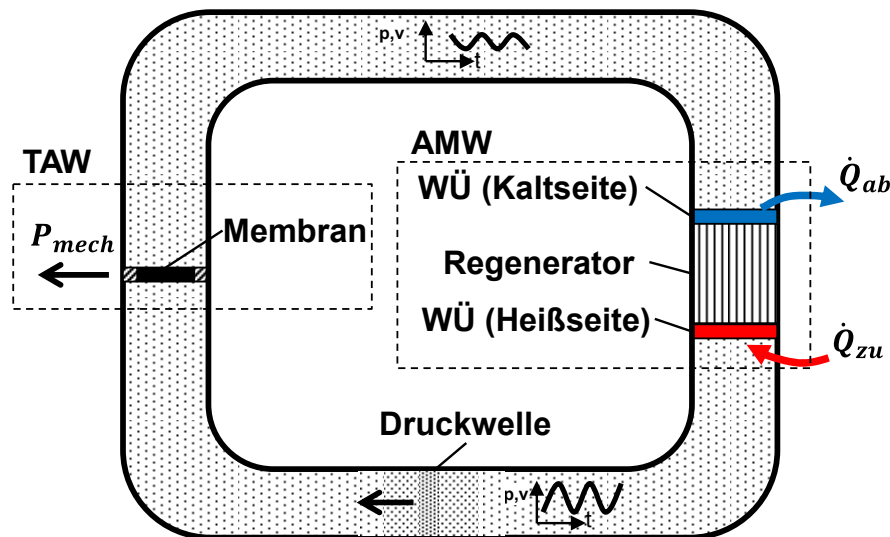 p,v
t
TAW
AMW
WÜ (Kaltseite)
Q̇ab
Pmech
Membran
Regenerator
WÜ (Heißseite)
Q̇zu
Druckwelle
p,v
t